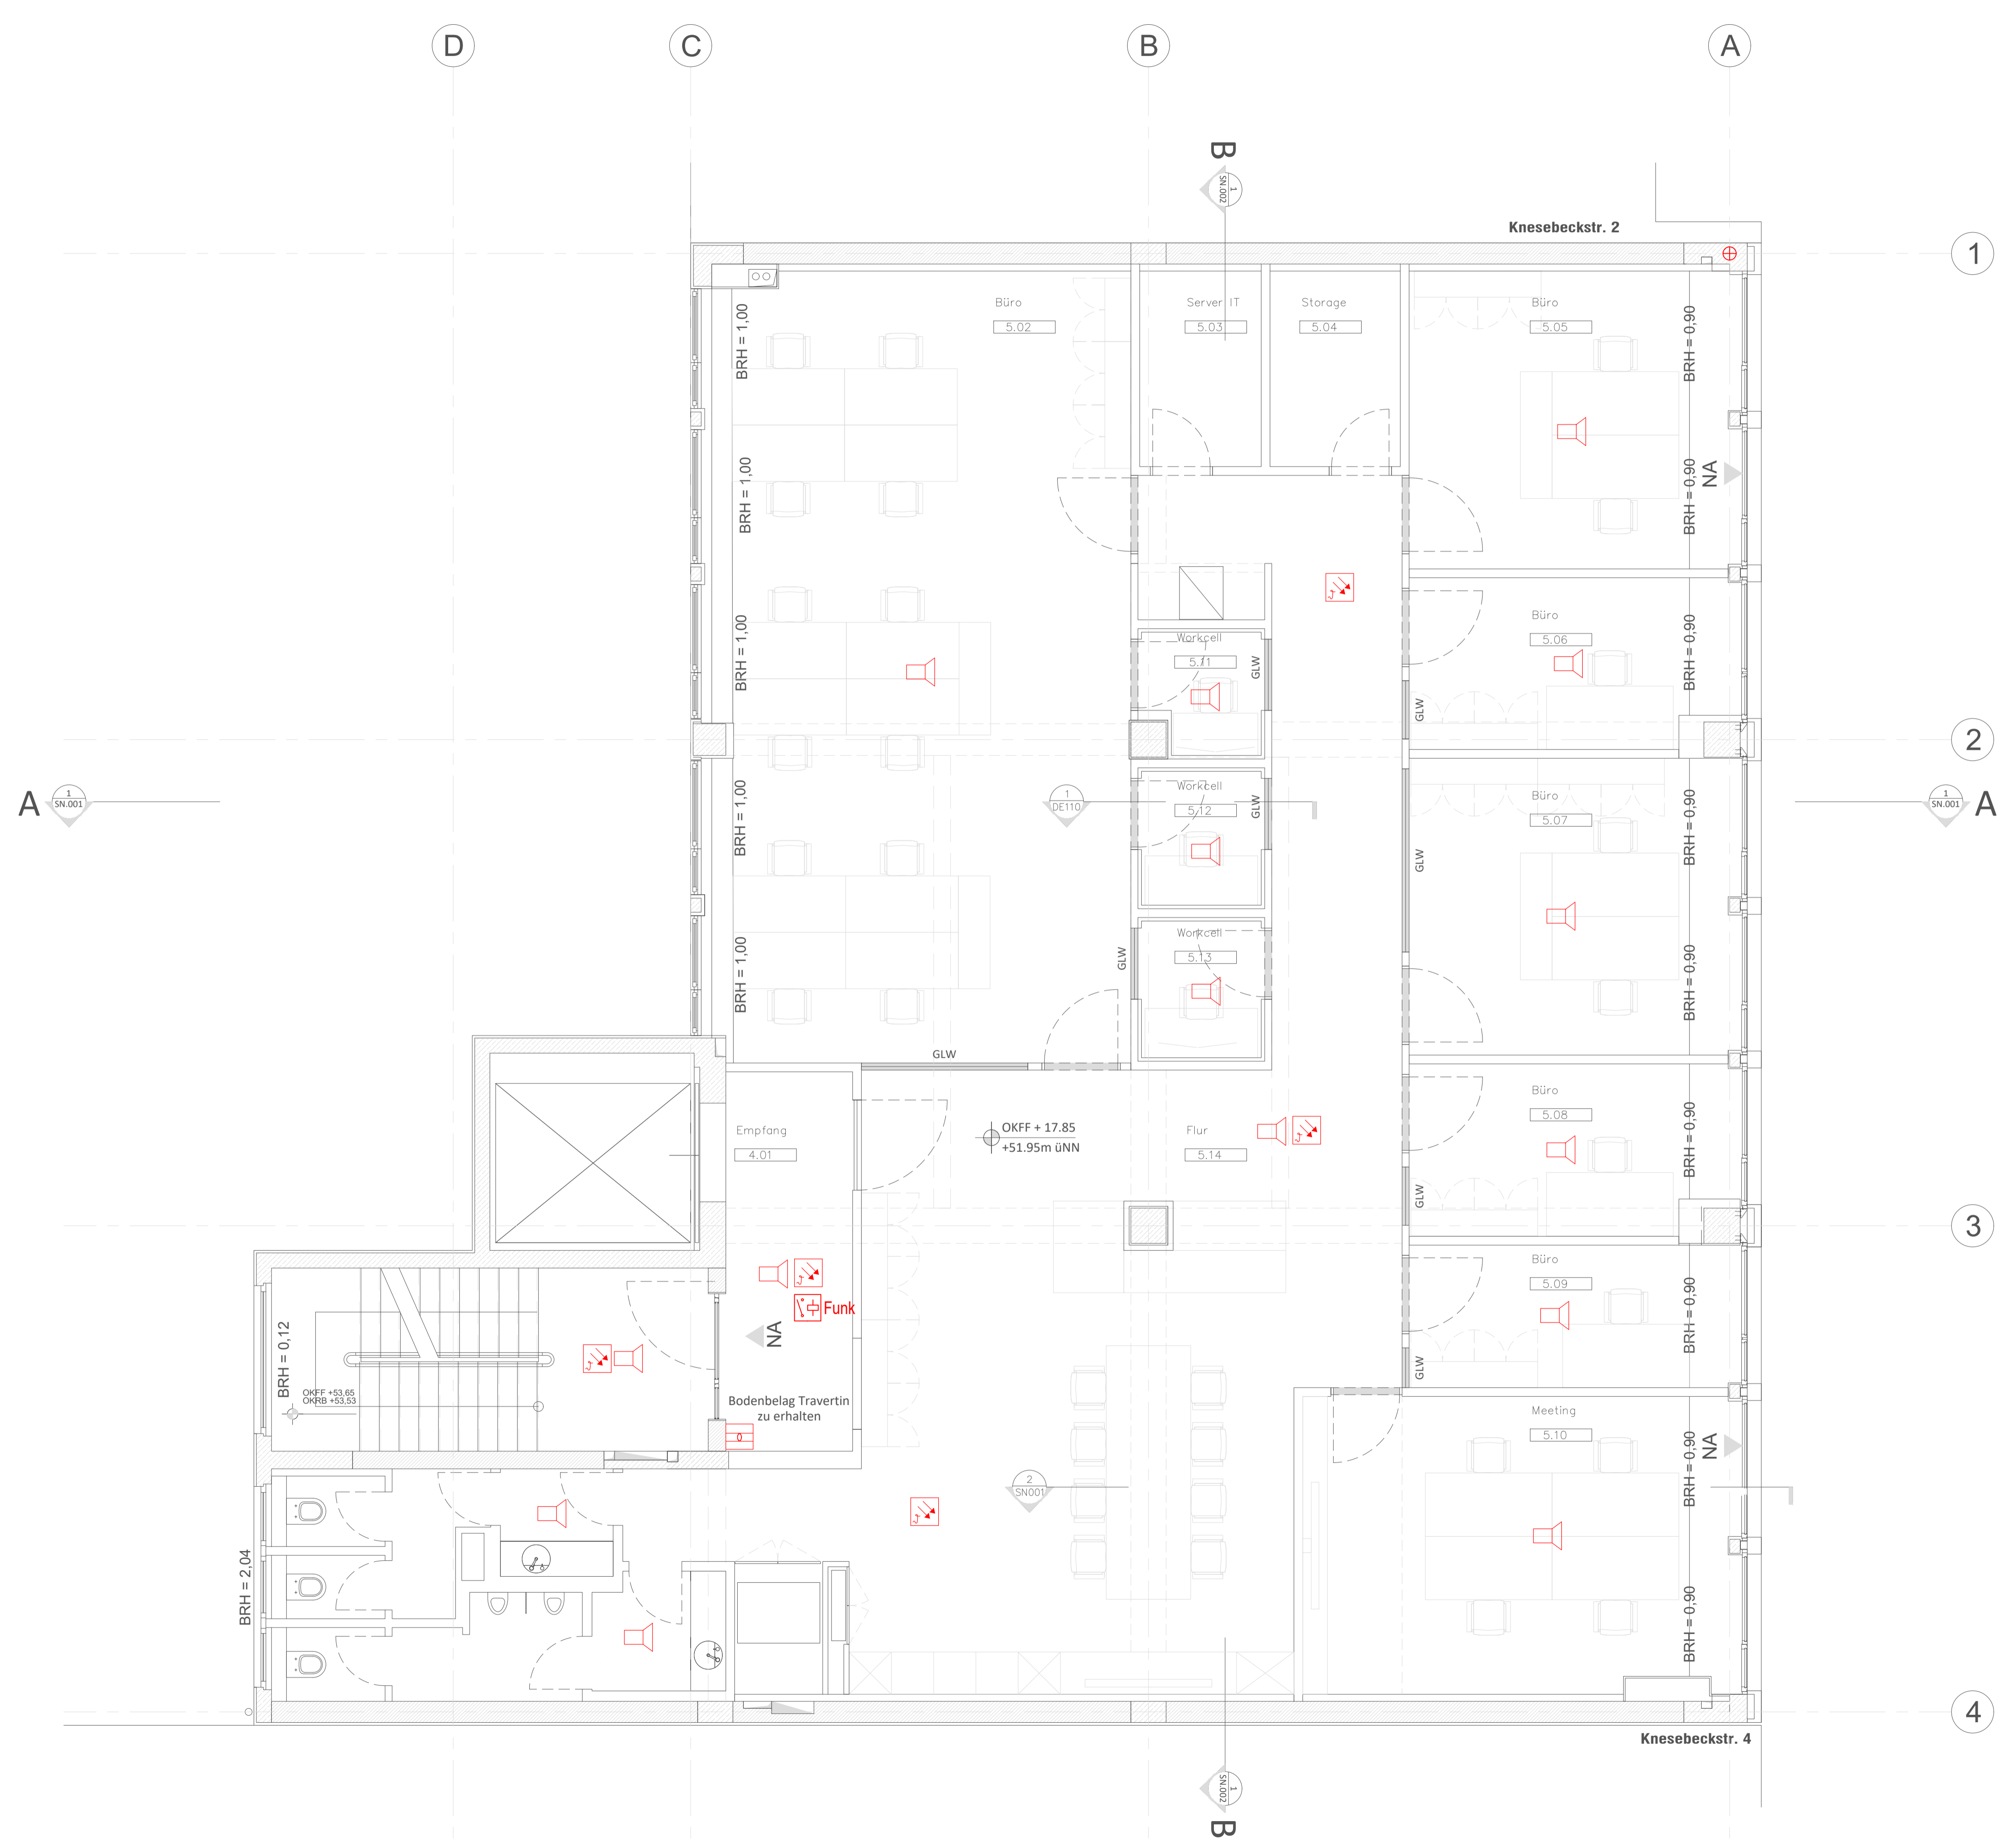 D
C
B
A
B
1
SN.002
Knesebeckstr. 2
1
Büro
5.02
Server IT
5.03
Storage
5.04
Büro
5.05
BRH = 1,00
BRH = 0,90
BRH = 1,00
BRH = 0,90
NA
BRH = 1,00
Workcell
5.11
GLW
Büro
5.06
BRH = 0,90
GLW
2
A
1
SN.001
1
DE110
Workcell
5.12
GLW
Büro
5.07
GLW
BRH = 1,00
BRH = 0,90
1
SN.001
A
BRH = 1,00
GLW
GLW
Workcell
5.13
BRH = 0,90
Empfang
4.01
OKFF + 17.85
+51.95m üNN
Flur
5.14
Büro
5.08
GLW
BRH = 0,90
3
Funk
NA
Büro
5.09
GLW
BRH = 0,90
BRH = 0,12
OKFF +53,65
OKRB +53,53
Bodenbelag Travertin
zu erhalten
0
Meeting
5.10
BRH = 0,90
NA
2
SN001
BRH = 2,04
BRH = 0,90
4
Knesebeckstr. 4
1
SN.002
B